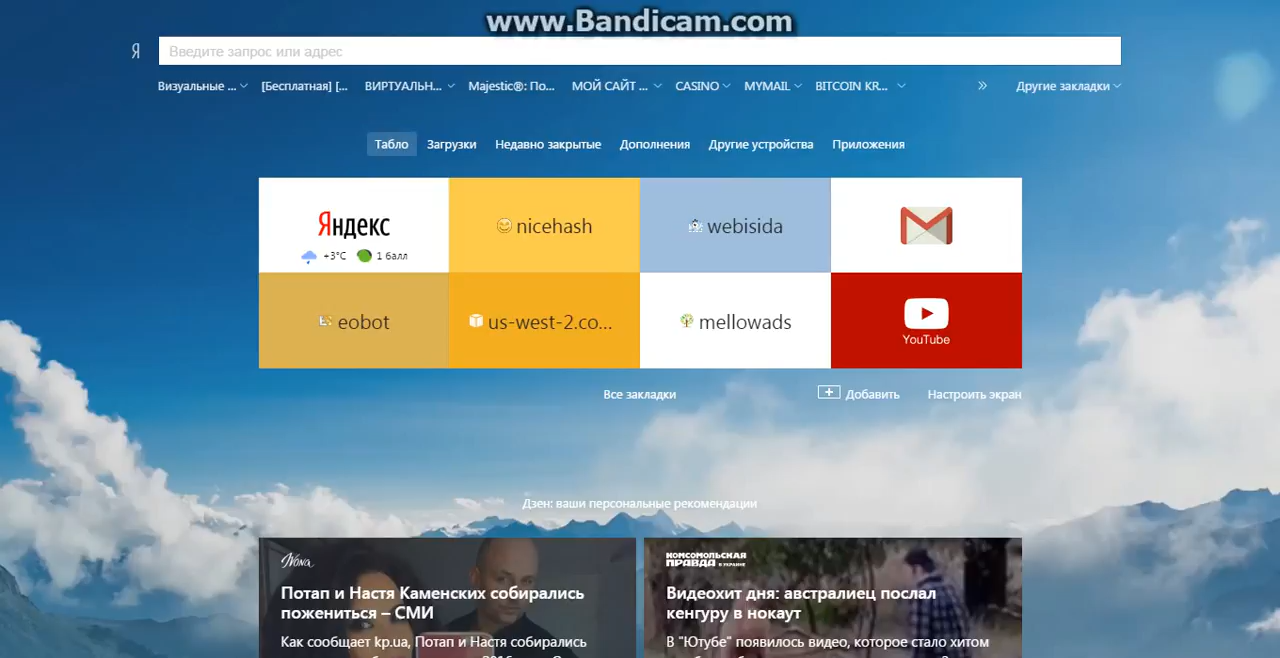 www.Bandicam.com
Я Введите запрос или адрес
Визуальные ... [Бесплатная] [... ВИРТУАЛЬН... Majestic®: По... МОЙ САЙТ ... CASINO MYMAIL BITCOIN KR... » Другие закладки
Табло Загрузки Недавно закрытые Дополнения Другие устройства Приложения
Яндекс
+3°C 1 балл
nicehash
webisida
eobot
us-west-2.co...
mellowads
YouTube
Все закладки Добавить Настроить экран
Дзен: ваши персональные рекомендации
Ivona
Потап и Настя Каменских собирались
пожениться – СМИ
Как сообщает kp.ua, Потап и Настя собирались
КОМСОМОЛЬСКАЯ
ПРАВДА В УКРАИНЕ
Видеохит дня: австралиец послал
кенгуру в нокаут
В "Ютубе" появилось видео, которое стало хитом